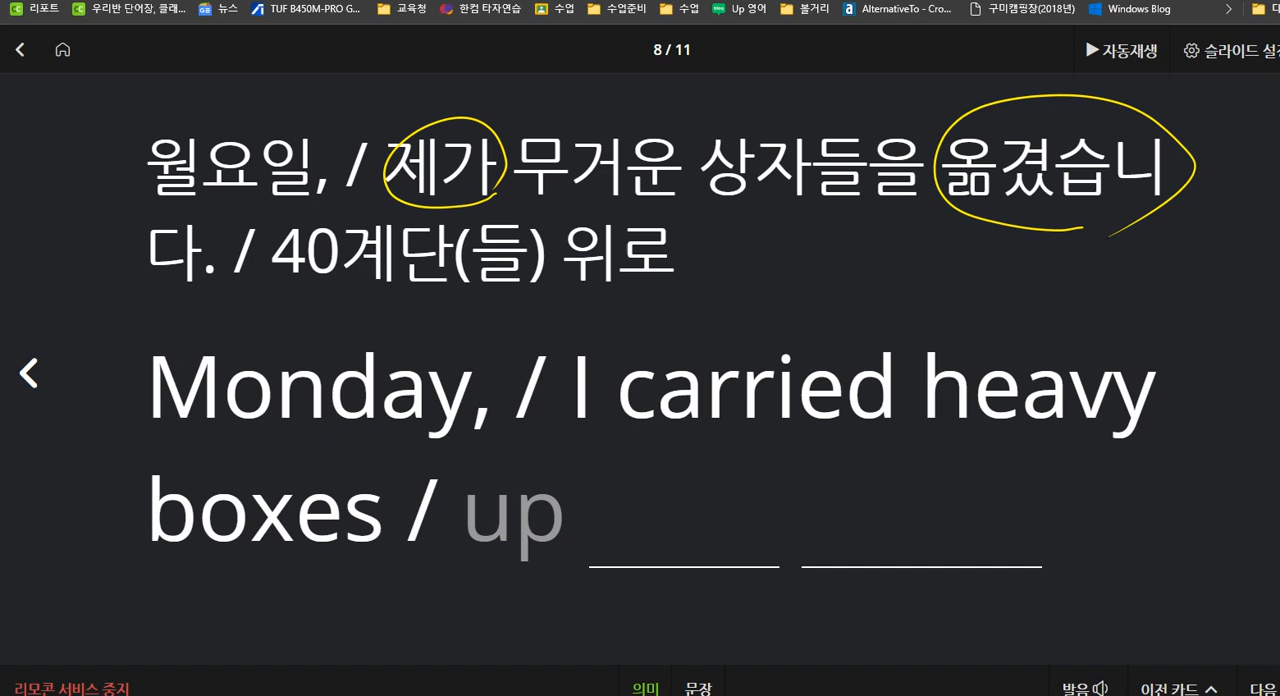 리포트 우리반 단어장, 클래... 뉴스 TUF B450M-PRO G... 교육청 한컴 타자연습 수업 수업준비 수업 Up 영어 볼거리 AlternativeTo - Cro... 구미캠핑장(2018년) Windows Blog
8 / 11 자동재생 슬라이드 설정
월요일, / 제가 무거운 상자들을 옮겼습니
다. / 40계단(들) 위로
Monday, / I carried heavy
boxes / up
리모콘 서비스 중지 의미 문장 발음 이전 카드 다음